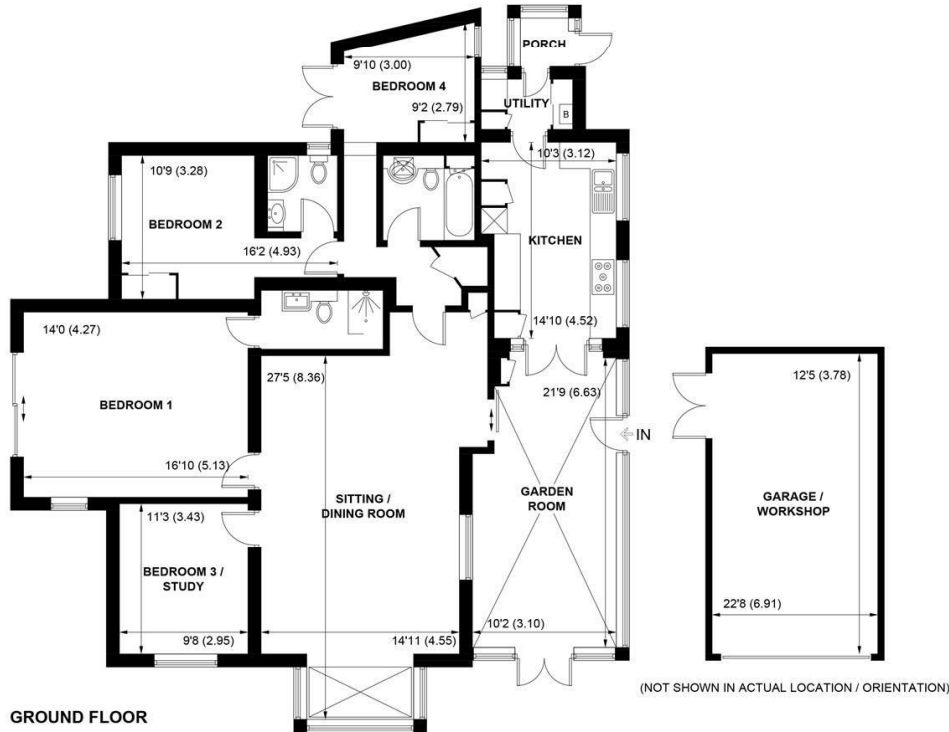 PORCH
9'10 (3.00)
BEDROOM 4
9'2 (2.79)
UTILITY
B
10'9 (3.28)
10'3 (3.12)
BEDROOM 2
KITCHEN
16'2 (4.93)
14'0 (4.27)
14'10 (4.52)
27'5 (8.36)
21'9 (6.63)
12'5 (3.78)
BEDROOM 1
IN
16'10 (5.13)
SITTING /
DINING ROOM
GARDEN
ROOM
GARAGE /
WORKSHOP
11'3 (3.43)
BEDROOM 3 /
STUDY
9'8 (2.95)
14'11 (4.55)
10'2 (3.10)
22'8 (6.91)
(NOT SHOWN IN ACTUAL LOCATION / ORIENTATION)
GROUND FLOOR